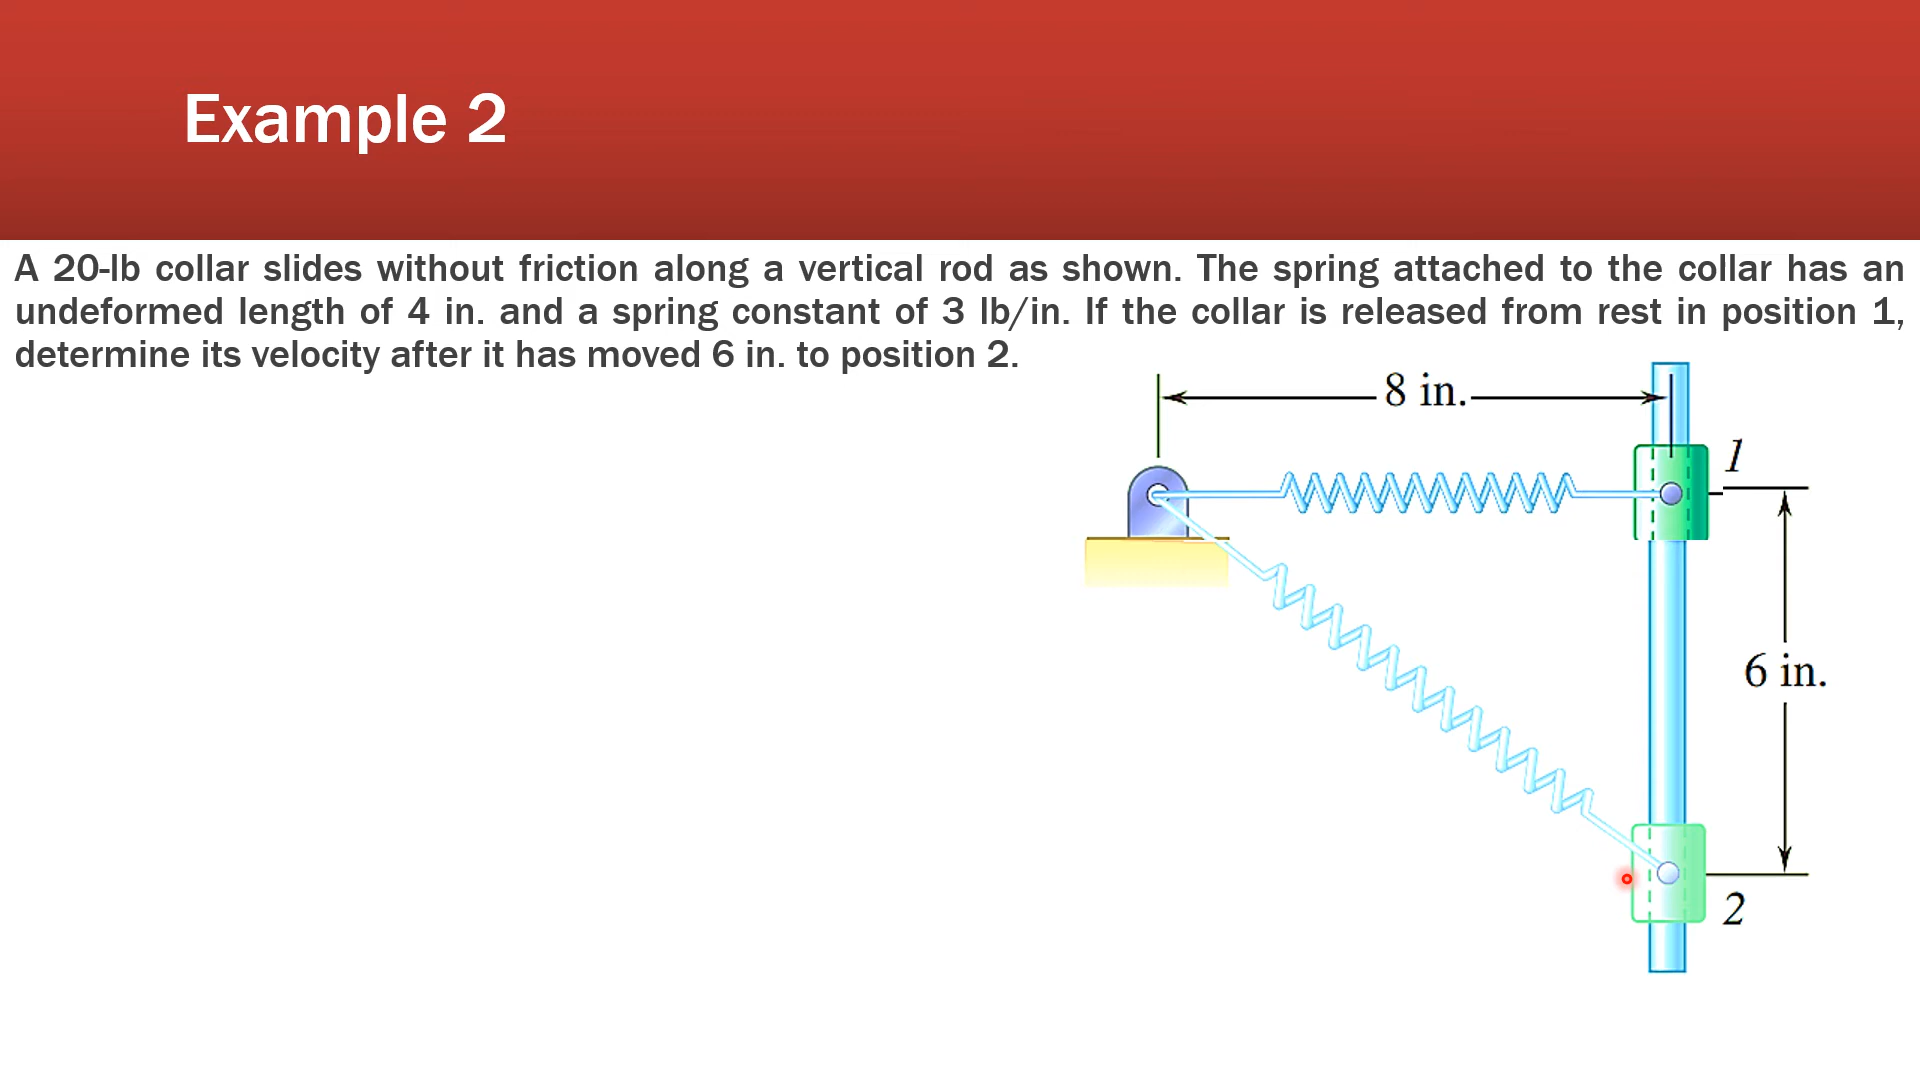 Example 2
A 20-lb collar slides without friction along a vertical rod as shown. The spring attached to the collar has an
undeformed length of 4 in. and a spring constant of 3 lb/in. If the collar is released from rest in position 1,
determine its velocity after it has moved 6 in. to position 2.
8 in.
1
6 in.
2